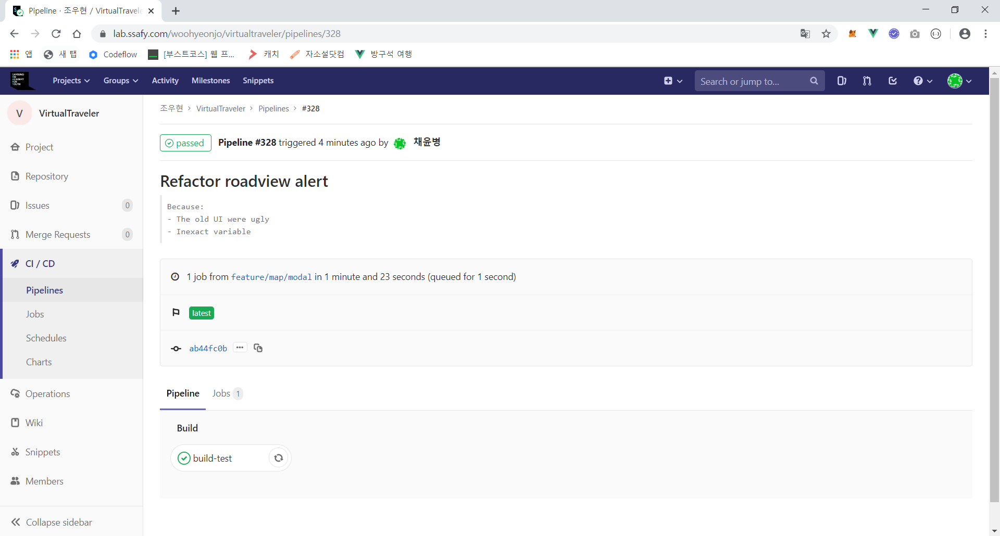 Pipeline · 조우현 / VirtualTravele
lab.ssafy.com/woohyeonjo/virtualtraveler/pipelines/328
앱 새 탭 Codeflow [부스트코스] 웹 프... 캐치 자소설닷컴 방구석 여행
SAMSUNG
SW
ACADEMY
FOR
YOUTH
Projects Groups Activity Milestones Snippets Search or jump to...
V VirtualTraveler
Project
Repository
Issues 0
Merge Requests 0
CI / CD
Pipelines
Jobs
Schedules
Charts
Operations
Wiki
Snippets
Members
Collapse sidebar
조우현 > VirtualTraveler > Pipelines > #328
passed Pipeline #328 triggered 4 minutes ago by 채윤병
Refactor roadview alert
Because:
- The old UI were ugly
- Inexact variable
1 job from feature/map/modal in 1 minute and 23 seconds (queued for 1 second)
latest
ab44fc0b ...
Pipeline Jobs 1
Build
build-test